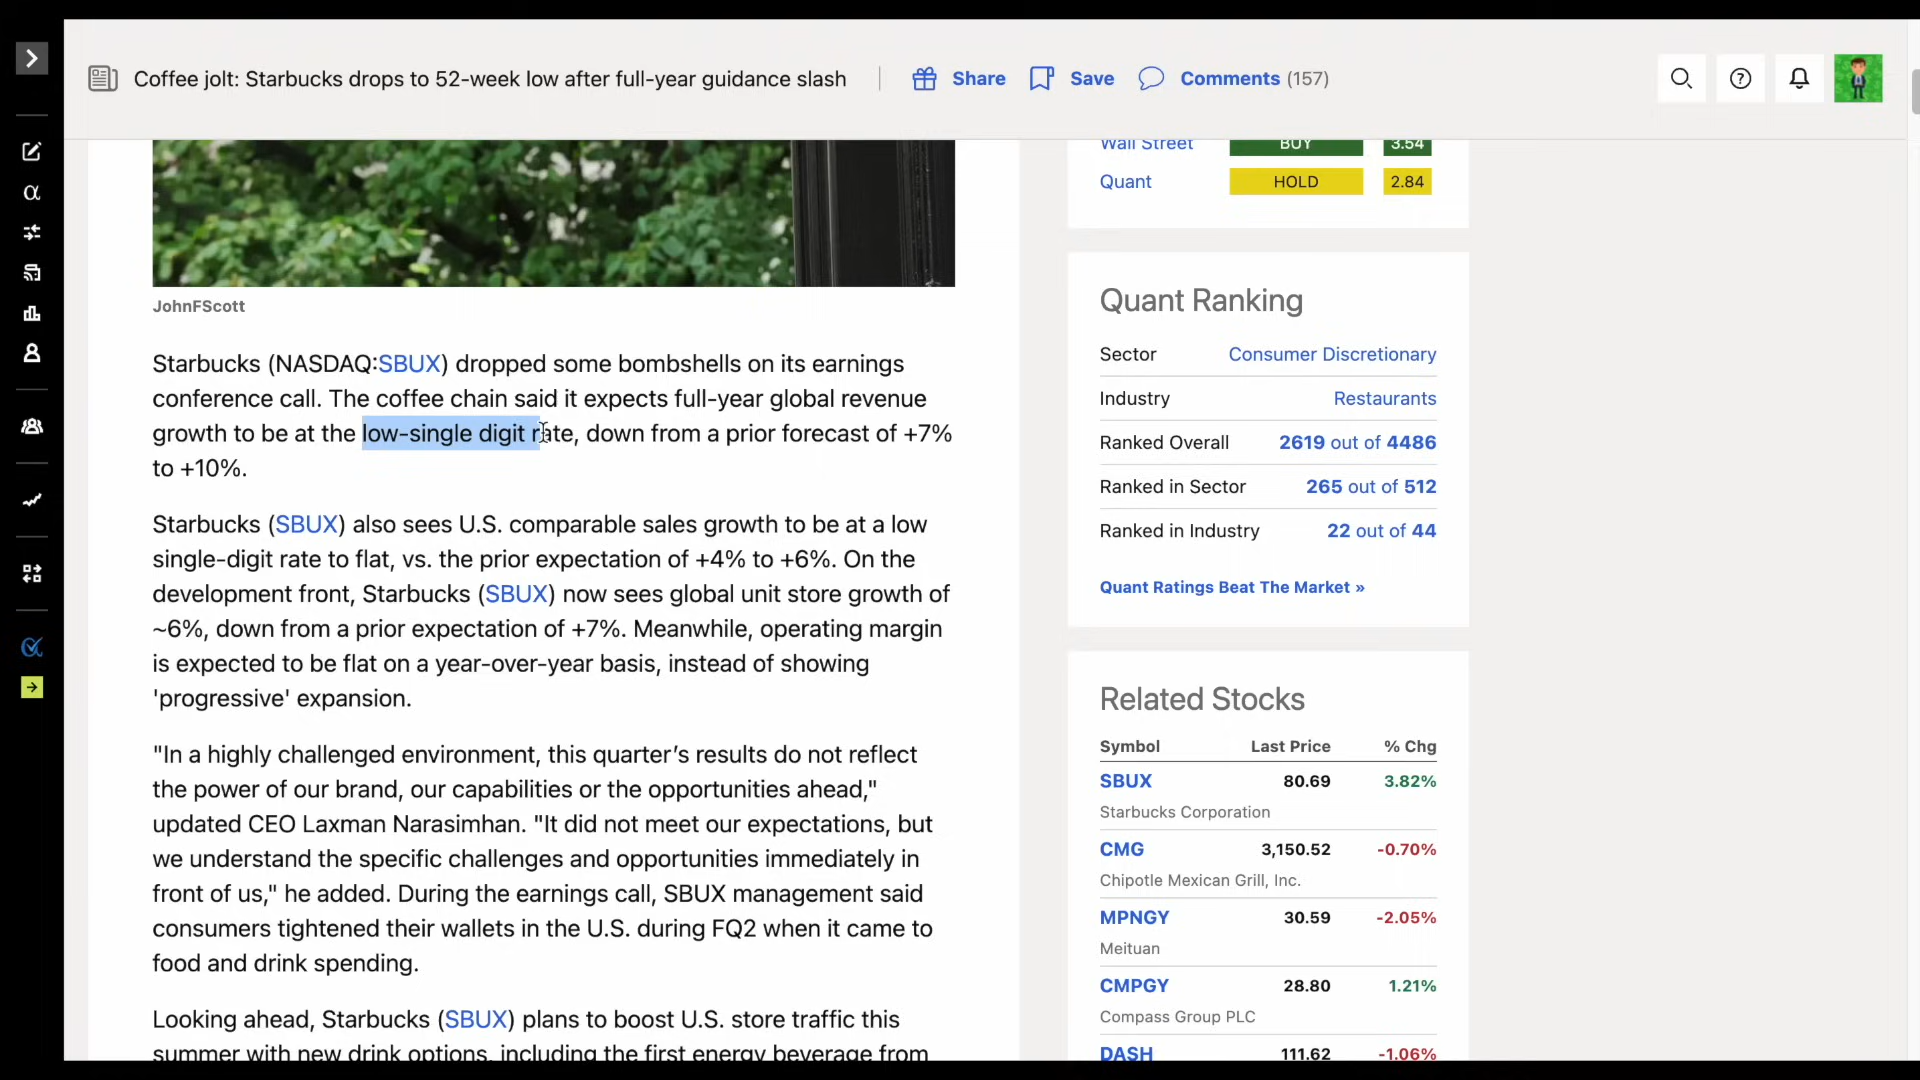 Coffee jolt: Starbucks drops to 52-week low after full-year guidance slash
Share
Save
Comments (157)
Wall Street BUY 3.54
Quant HOLD 2.84
JohnFScott
Starbucks (NASDAQ:SBUX) dropped some bombshells on its earnings
conference call. The coffee chain said it expects full-year global revenue
growth to be at the low-single digit rate, down from a prior forecast of +7%
to +10%.
Starbucks (SBUX) also sees U.S. comparable sales growth to be at a low
single-digit rate to flat, vs. the prior expectation of +4% to +6%. On the
development front, Starbucks (SBUX) now sees global unit store growth of
~6%, down from a prior expectation of +7%. Meanwhile, operating margin
is expected to be flat on a year-over-year basis, instead of showing
'progressive' expansion.
"In a highly challenged environment, this quarter's results do not reflect
the power of our brand, our capabilities or the opportunities ahead,"
updated CEO Laxman Narasimhan. "It did not meet our expectations, but
we understand the specific challenges and opportunities immediately in
front of us," he added. During the earnings call, SBUX management said
consumers tightened their wallets in the U.S. during FQ2 when it came to
food and drink spending.
Looking ahead, Starbucks (SBUX) plans to boost U.S. store traffic this
summer with new drink options, including the first energy beverage from
Quant Ranking
Sector Consumer Discretionary
Industry Restaurants
Ranked Overall 2619 out of 4486
Ranked in Sector 265 out of 512
Ranked in Industry 22 out of 44
Quant Ratings Beat The Market »
Related Stocks
Symbol Last Price % Chg
SBUX 80.69 3.82%
Starbucks Corporation
CMG 3,150.52 -0.70%
Chipotle Mexican Grill, Inc.
MPNGY 30.59 -2.05%
Meituan
CMPGY 28.80 1.21%
Compass Group PLC
DASH 111.62 -1.06%